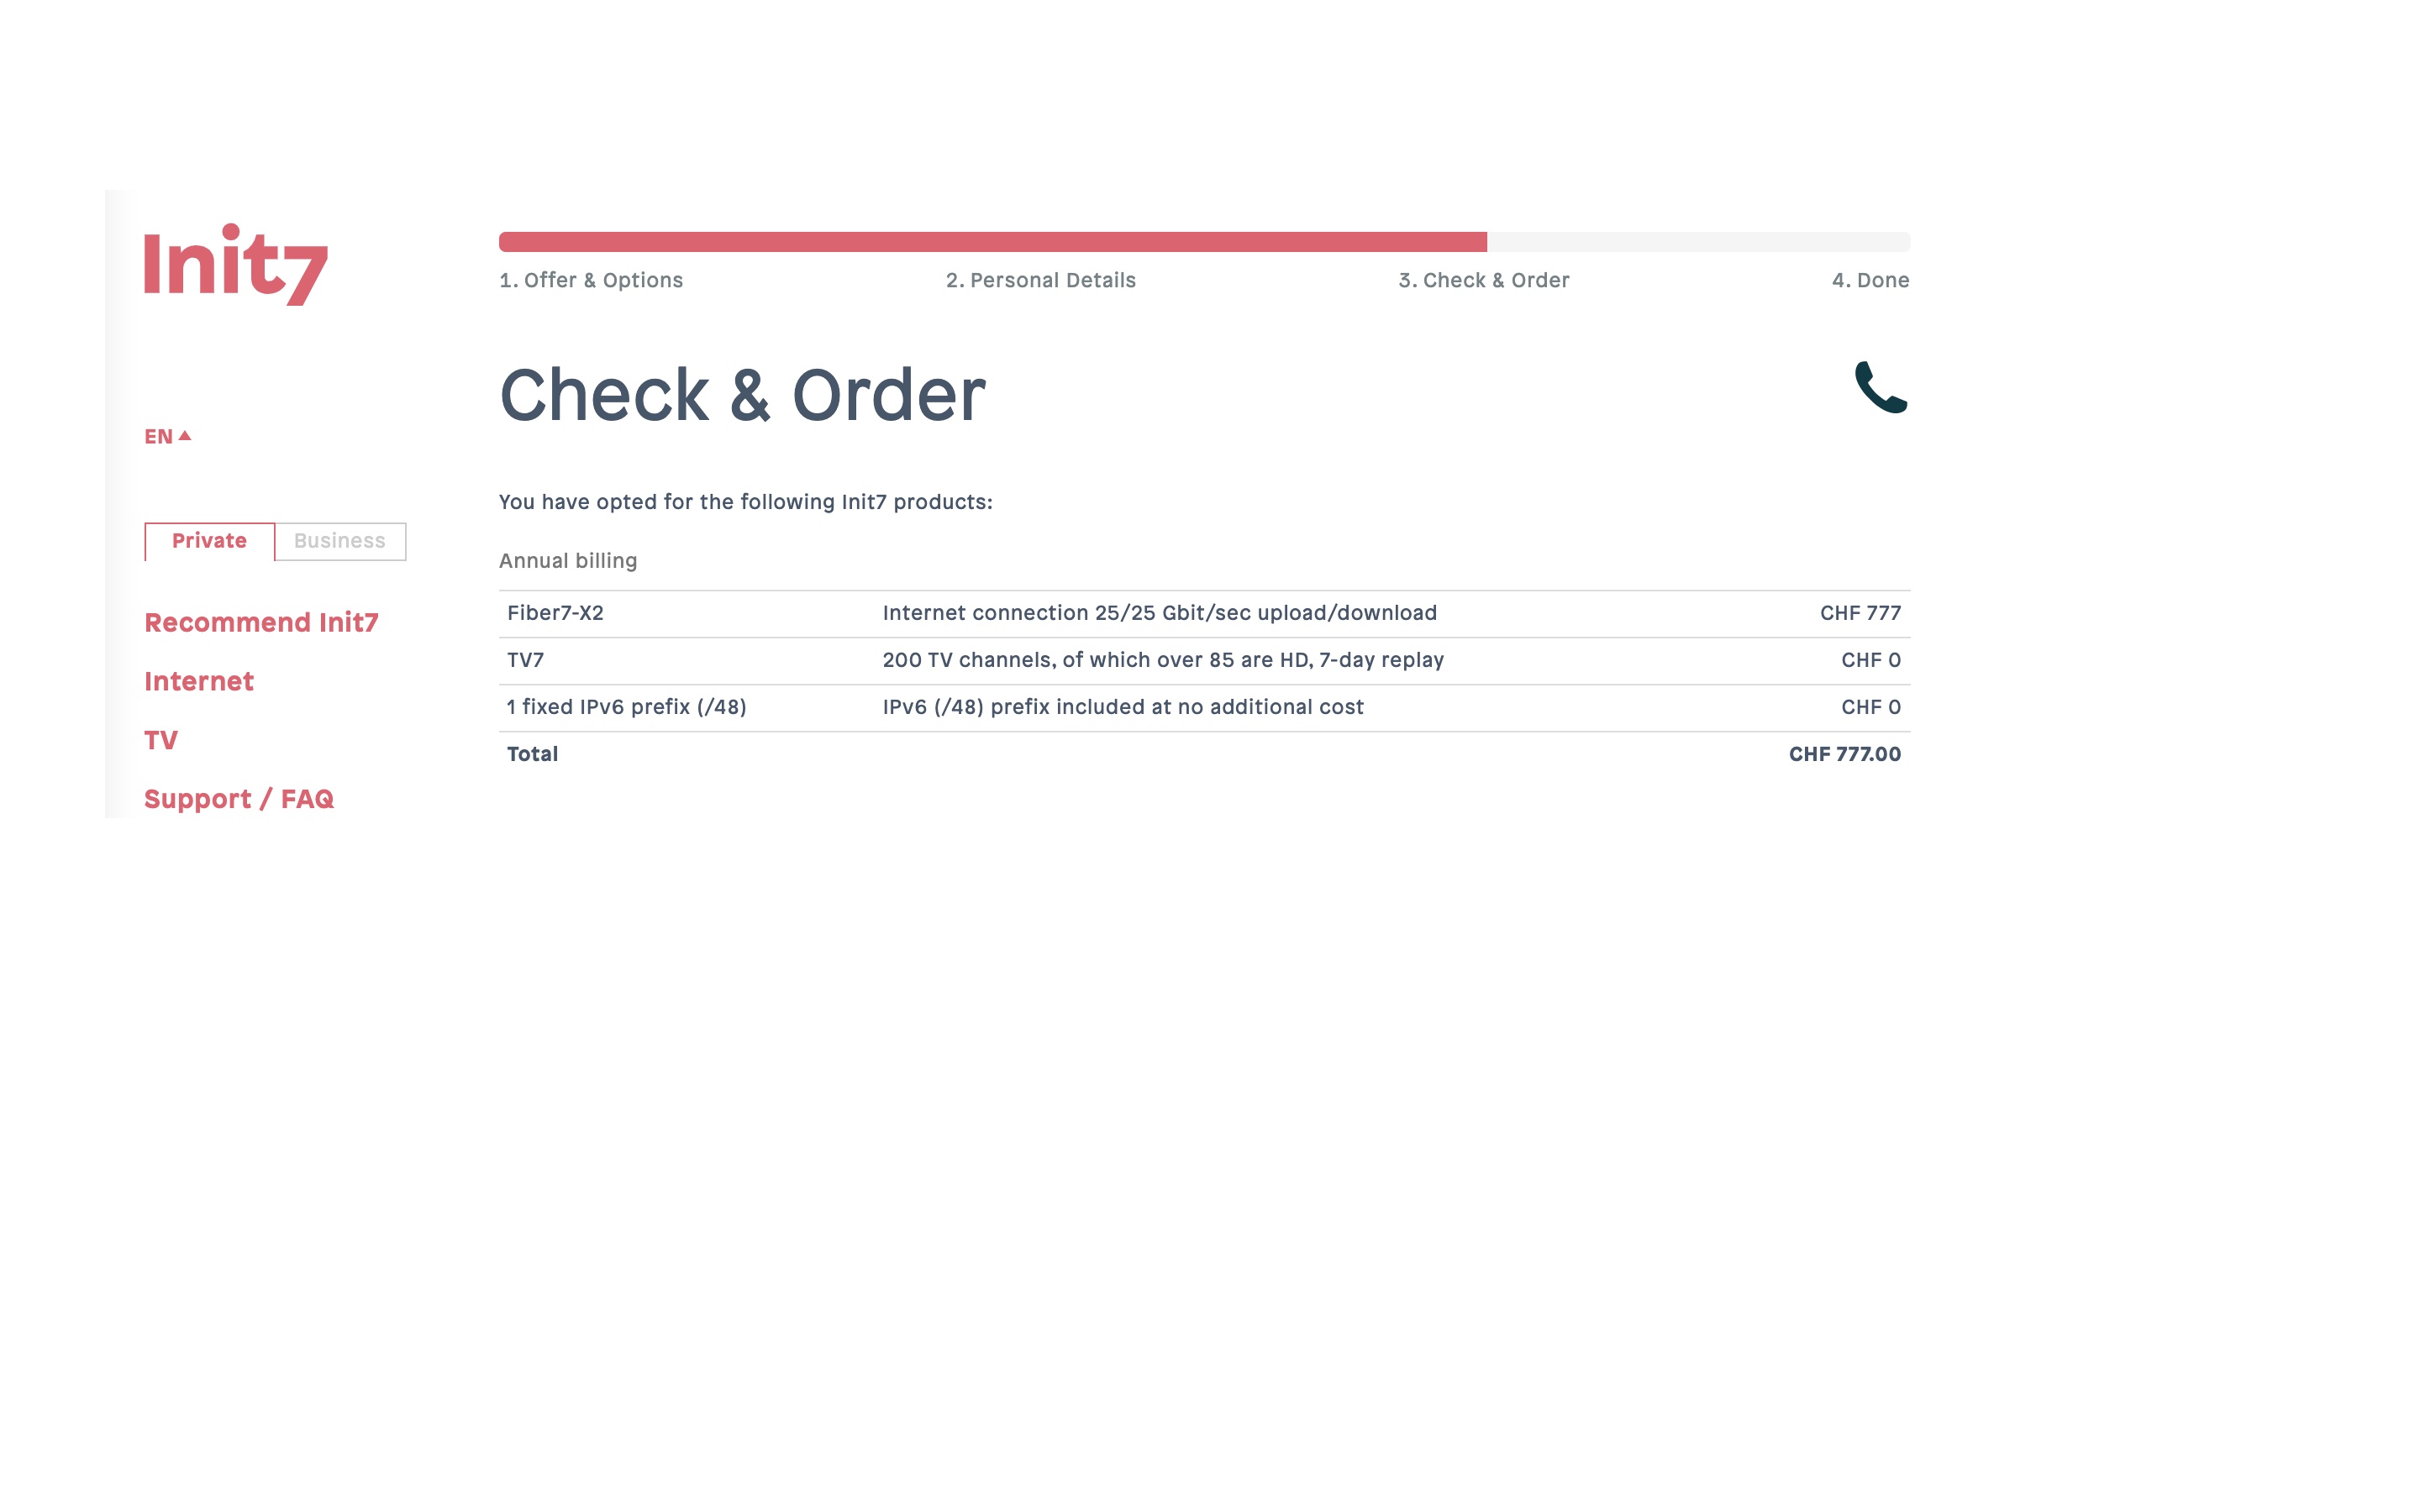 Init7
1. Offer & Options
2. Personal Details
3. Check & Order
4. Done
Check & Order
EN
You have opted for the following Init7 products:
Private
Business
Annual billing
Fiber7-X2 Internet connection 25/25 Gbit/sec upload/download CHF 777
TV7 200 TV channels, of which over 85 are HD, 7-day replay CHF 0
1 fixed IPv6 prefix (/48) IPv6 (/48) prefix included at no additional cost CHF 0
Total CHF 777.00
Recommend Init7
Internet
TV
Support / FAQ